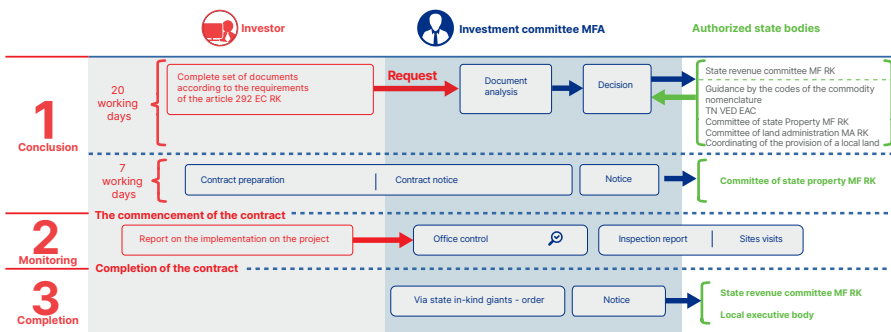 Investor
Investment committee MFA
Authorized state bodies
1
Conclusion
20
working
days
Complete set of documents
according to the requirements
of the article 292 EC RK
Request
Document
analysis
Decision
State revenue committee MF RK
Guidance by the codes of the commodity
nomenclature
TN VED EAC
Committee of state Property MF RK
Committee of land administration MA RK
Coordinating of the provision of a local land
7
working
days
Contract preparation
Contract notice
Notice
Committee of state property MF RK
The commencement of the contract
2
Monitoring
Report on the implementation on the project
Office control
Inspection report
Sites visits
Completion of the contract
3
Completion
Via state in-kind giants - order
Notice
State revenue committee MF RK
Local executive body